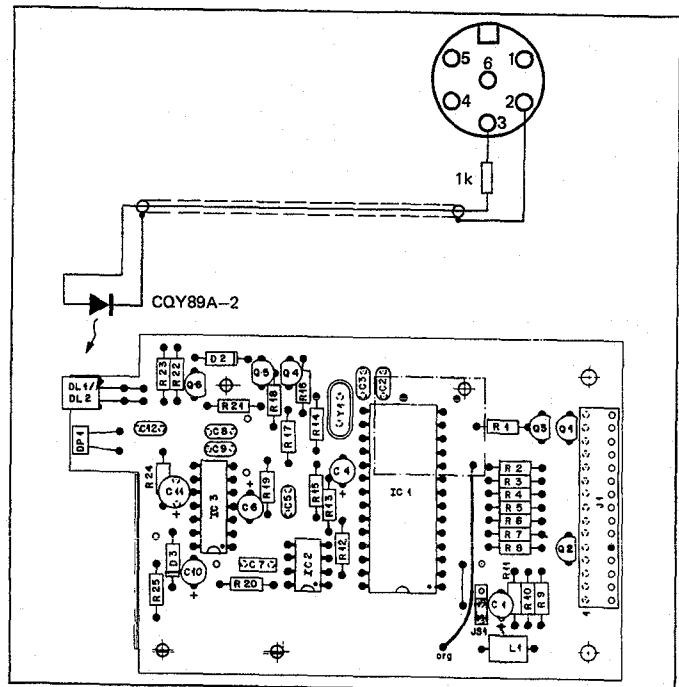 5
6
1
4
2
3
1k
CQY89A-2
R23
R22
D2
Q6
Q5
Q4
R16
R18
R21
R17
R14
Y1
C3
C2
R1
Q3
Q1
DL1/
DL2
DP1
C12
C8
C9
R24
C11
IC3
C6
R19
C5
R15
R13
C4
R12
IC1
R2
R3
R4
R5
R6
R7
R8
J1
Q2
D3
R25
C10
C7
R20
IC2
R11
R10
R9
C1
JS1
L1
org